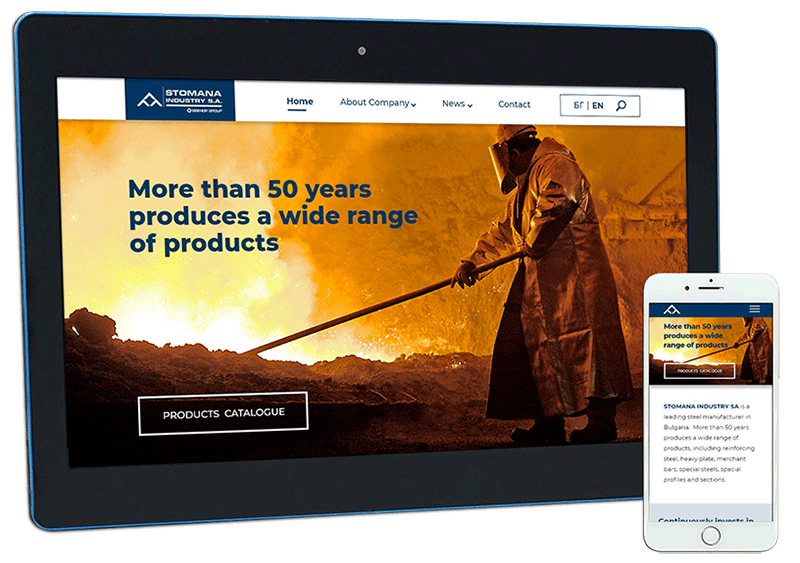 STOMANA
INDUSTRY S.A.
SIDENOR GROUP
Home
About Company
News
Contact
БГ | EN
More than 50 years
produces a wide range
of products
PRODUCTS CATALOGUE
More than 50 years
produces a wide
range of products
PRODUCTS CATALOGUE
STOMANA INDUSTRY SA is a
leading steel manufacturer in
Bulgaria. More than 50 years
produces a wide range of
products, including reinforcing
steel, heavy plate, merchant
bars, special steels, special
profiles and sections.
Continuously invests in